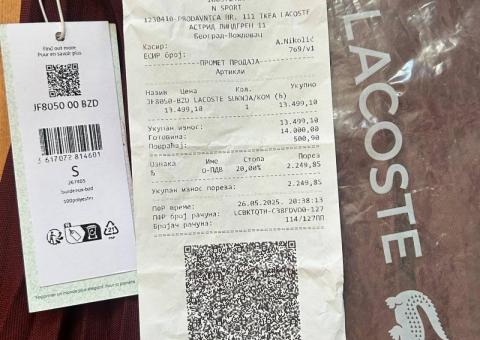 Find out more
Pour en savoir plus
JF8050 00 BZD
3 617072 814601
S
100polyester
N SPORT
1230410-PRODAVNICA BR. 111 IKEA LACOSTE
АСТРИД ЛИНДГРЕН 11
Београд-Вождовац
Касир: A.Nikolić
ЕСИР број: 769/v1
ПРОМЕТ ПРОДАЈА
Артикли
Назив Цена Кол. Укупно
JF8050-BZD LACOSTE SUKNJA/KOM (Ђ)
13.499,10 1 13.499,10
Укупан износ: 13.499,10
Готовина: 14.000,00
Повраћај: 500,90
Ознака Име Стопа Порез
Ђ О-ПДВ 20,00% 2.249,85
Укупан износ пореза: 2.249,85
ПФР време: 26.05.2025. 20:38:13
ПФР број рачуна: LCBKTQTH-C38FDVD0-127
Бројач рачуна: 114/127ПП
LACOSTE